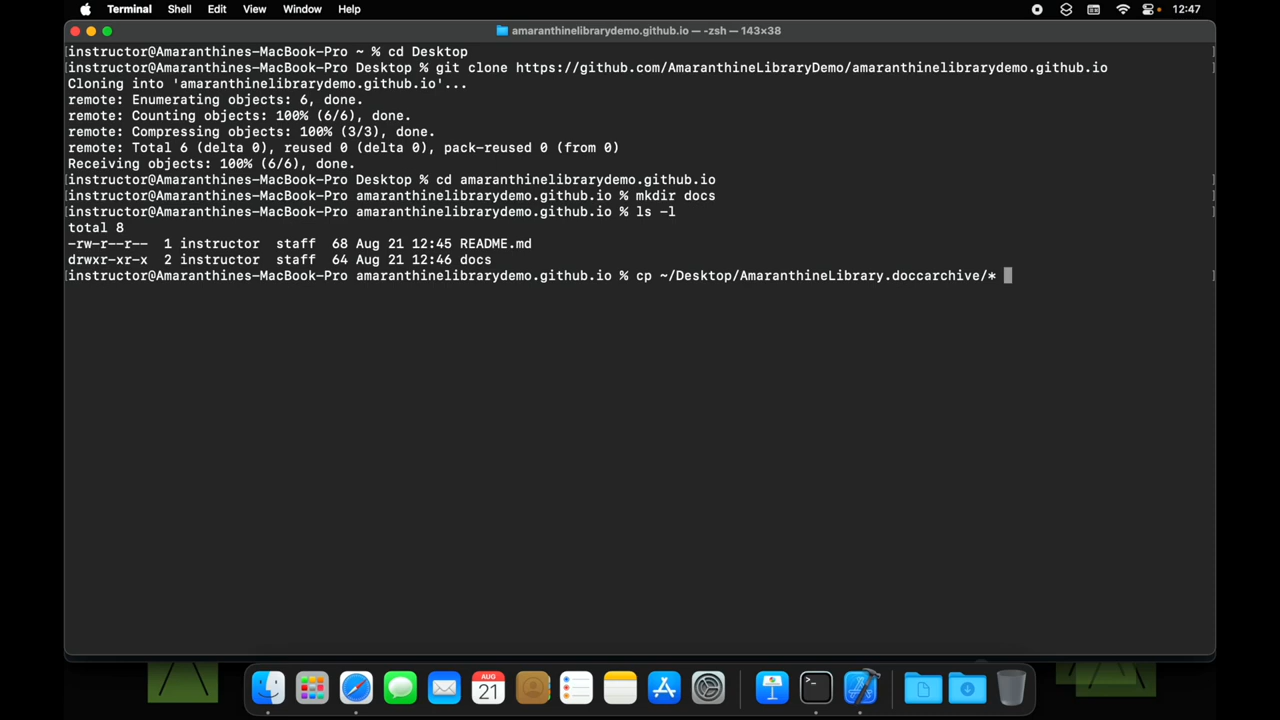 Terminal Shell Edit View Window Help 12:47
amaranthinelibrarydemo.github.io — -zsh — 143×38
[instructor@Amaranthines-MacBook-Pro ~ % cd Desktop ]
[instructor@Amaranthines-MacBook-Pro Desktop % git clone https://github.com/AmaranthineLibraryDemo/amaranthinelibrarydemo.github.io ]
Cloning into 'amaranthinelibrarydemo.github.io'...
remote: Enumerating objects: 6, done.
remote: Counting objects: 100% (6/6), done.
remote: Compressing objects: 100% (3/3), done.
remote: Total 6 (delta 0), reused 0 (delta 0), pack-reused 0 (from 0)
Receiving objects: 100% (6/6), done.
[instructor@Amaranthines-MacBook-Pro Desktop % cd amaranthinelibrarydemo.github.io ]
[instructor@Amaranthines-MacBook-Pro amaranthinelibrarydemo.github.io % mkdir docs ]
[instructor@Amaranthines-MacBook-Pro amaranthinelibrarydemo.github.io % ls -l ]
total 8
-rw-r--r-- 1 instructor staff 68 Aug 21 12:45 README.md
drwxr-xr-x 2 instructor staff 64 Aug 21 12:46 docs
[instructor@Amaranthines-MacBook-Pro amaranthinelibrarydemo.github.io % cp ~/Desktop/AmaranthineLibrary.doccarchive/* ]
AUG
21